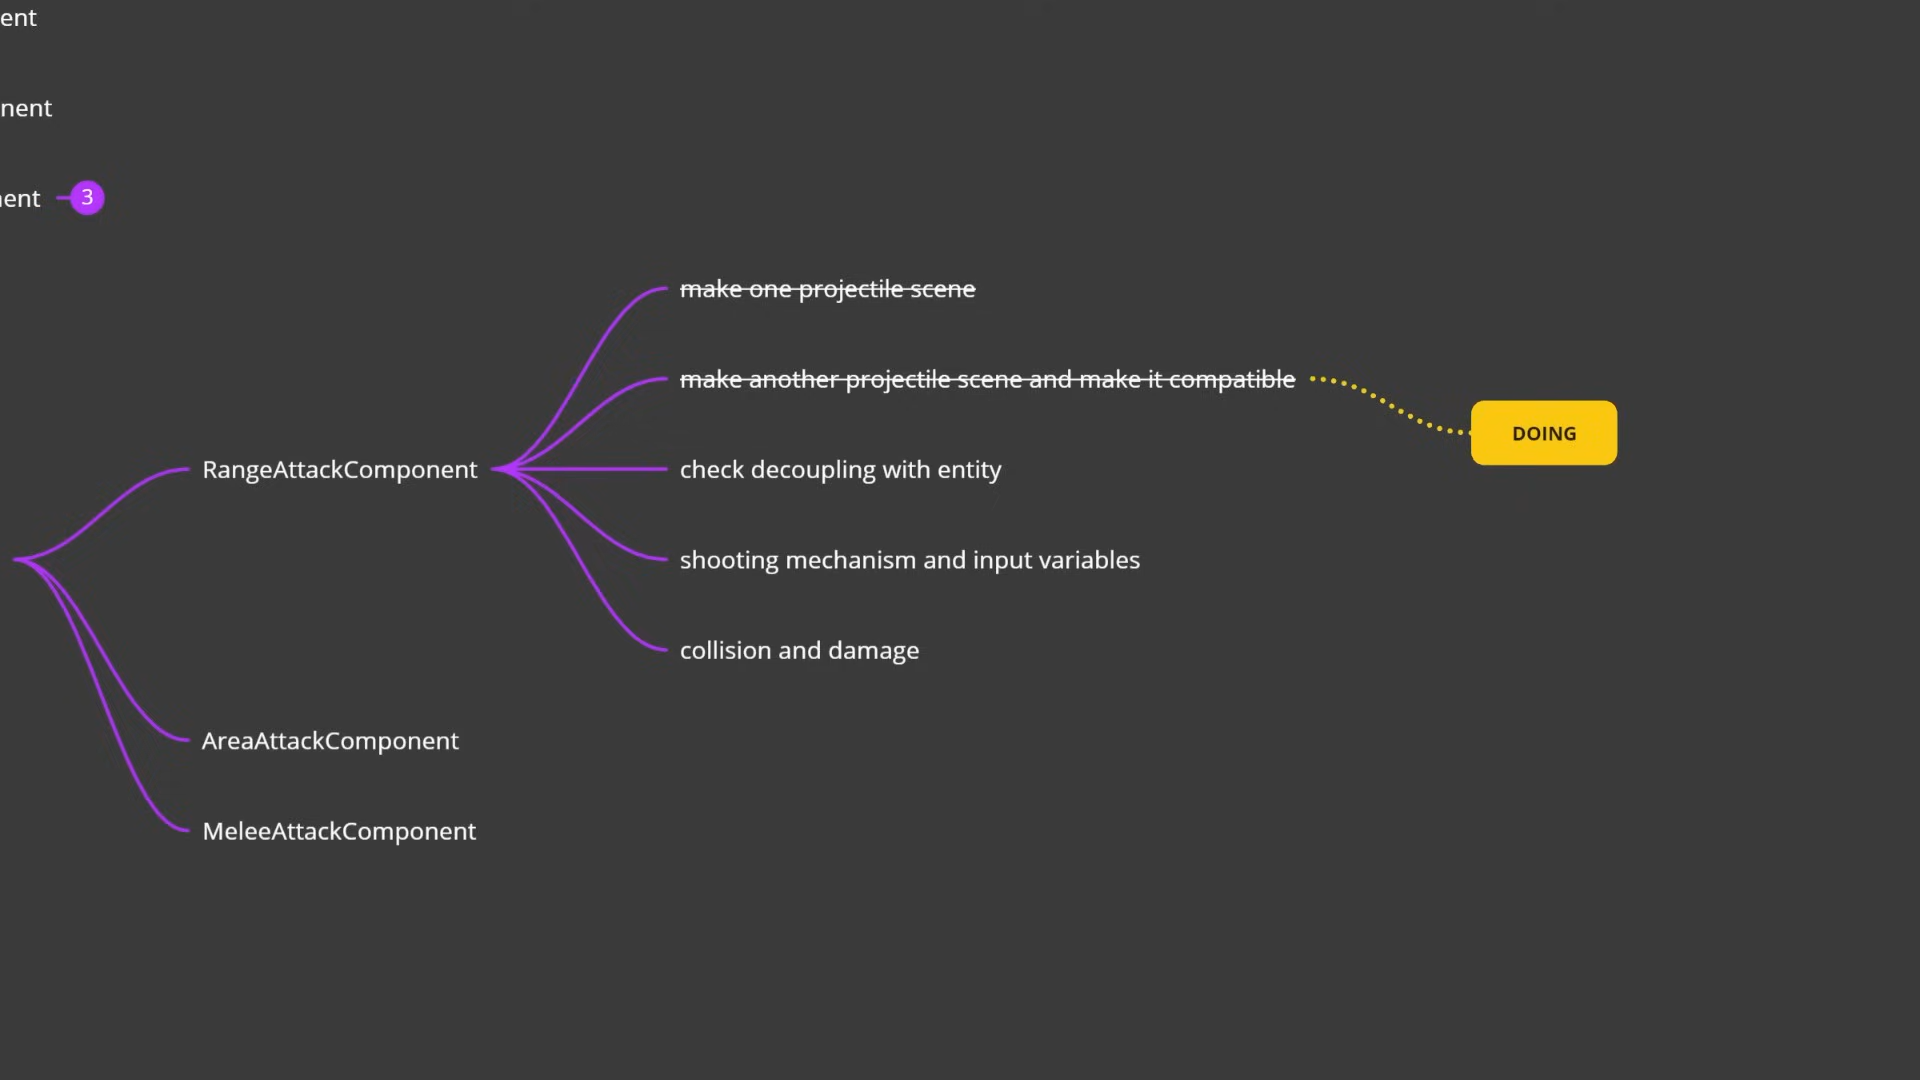 ent
nent
nent
3
make one projectile scene
make another projectile scene and make it compatible
DOING
RangeAttackComponent
check decoupling with entity
shooting mechanism and input variables
collision and damage
AreaAttackComponent
MeleeAttackComponent